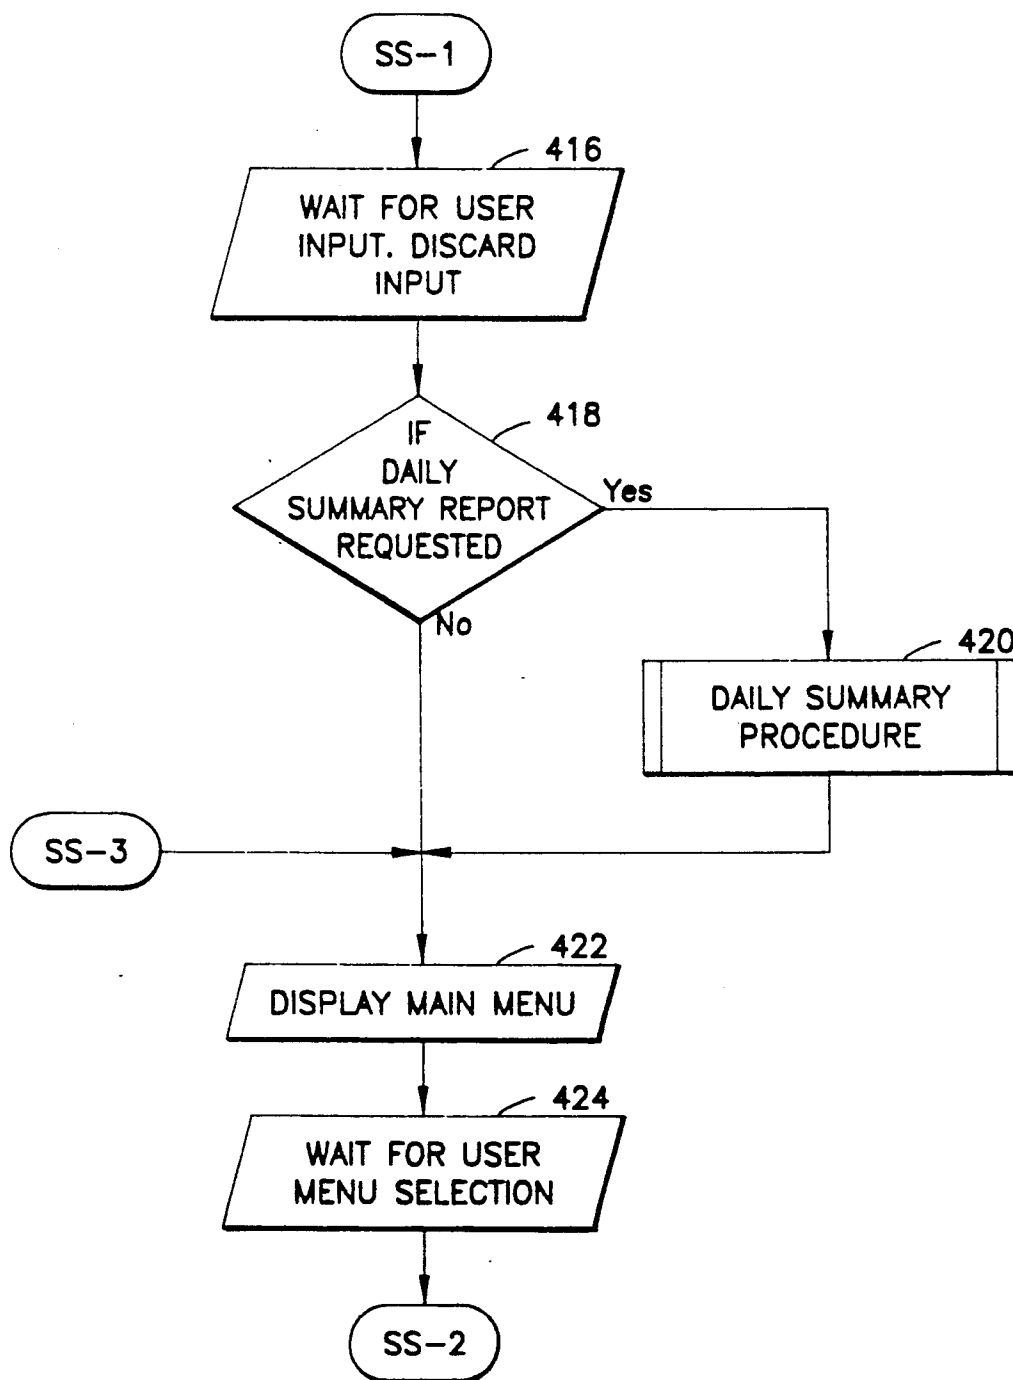 SS-1
416
WAIT FOR USER
INPUT. DISCARD
INPUT
418
IF
DAILY
SUMMARY REPORT
REQUESTED
Yes
No
420
DAILY SUMMARY
PROCEDURE
SS-3
422
DISPLAY MAIN MENU
424
WAIT FOR USER
MENU SELECTION
SS-2